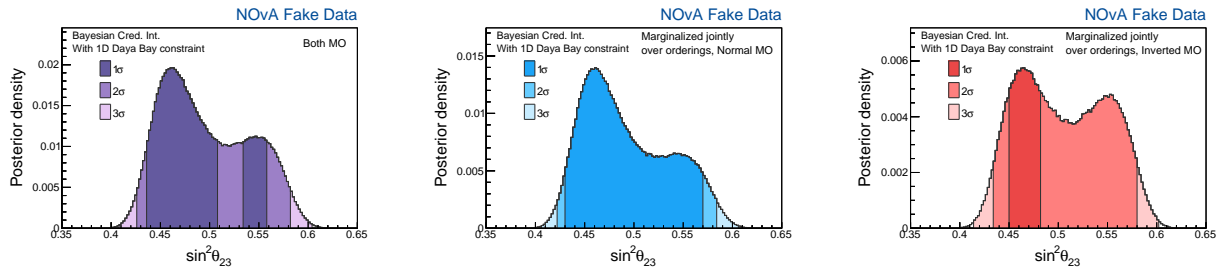 NOvA Fake Data
Bayesian Cred. Int.
With 1D Daya Bay constraint
Both MO
1σ
2σ
3σ
0.02
0.015
0.01
0.005
0
Posterior density
0.35 0.4 0.45 0.5 0.55 0.6 0.65
sin²θ₂₃
NOvA Fake Data
Bayesian Cred. Int.
With 1D Daya Bay constraint
Marginalized jointly
over orderings, Normal MO
1σ
2σ
3σ
0.015
0.01
0.005
0
Posterior density
0.35 0.4 0.45 0.5 0.55 0.6 0.65
sin²θ₂₃
NOvA Fake Data
Bayesian Cred. Int.
With 1D Daya Bay constraint
Marginalized jointly
over orderings, Inverted MO
1σ
2σ
3σ
0.006
0.004
0.002
0
Posterior density
0.35 0.4 0.45 0.5 0.55 0.6 0.65
sin²θ₂₃